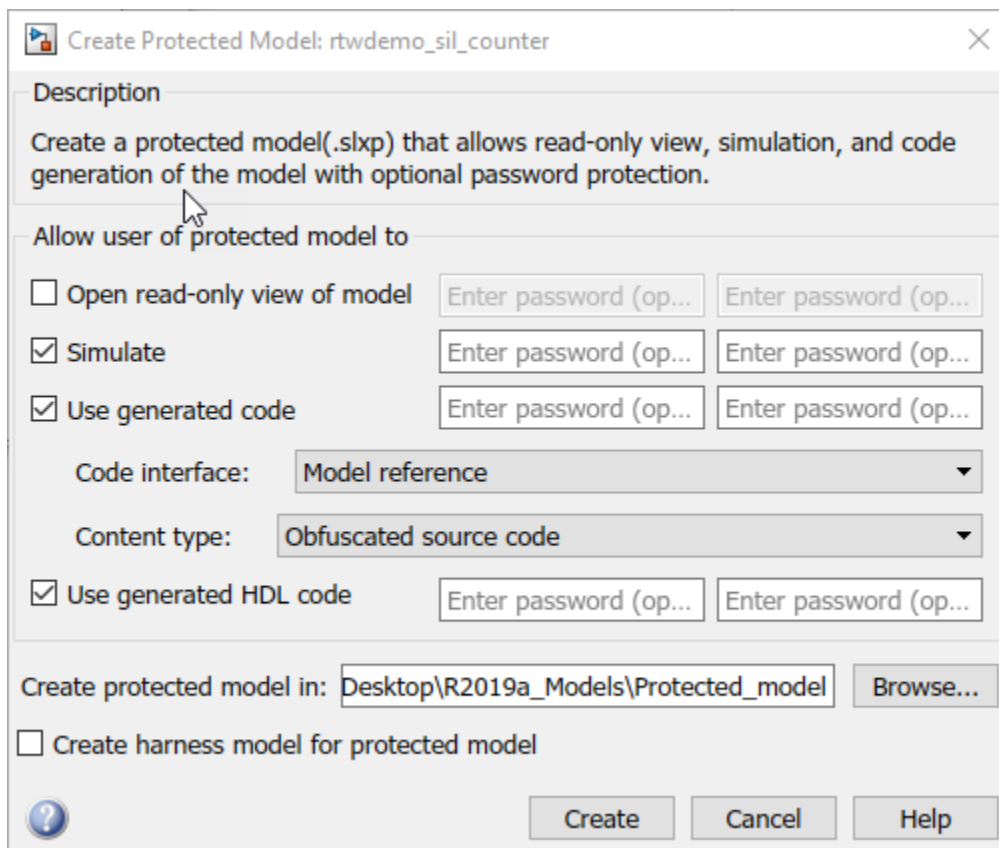 Create Protected Model: rtwdemo_sil_counter
Description
Create a protected model(.slxp) that allows read-only view, simulation, and code
generation of the model with optional password protection.
Allow user of protected model to
Open read-only view of model Enter password (op... Enter password (op...
Simulate Enter password (op... Enter password (op...
Use generated code Enter password (op... Enter password (op...
Code interface: Model reference
Content type: Obfuscated source code
Use generated HDL code Enter password (op... Enter password (op...
Create protected model in: Desktop\R2019a_Models\Protected_model Browse...
Create harness model for protected model
? Create Cancel Help